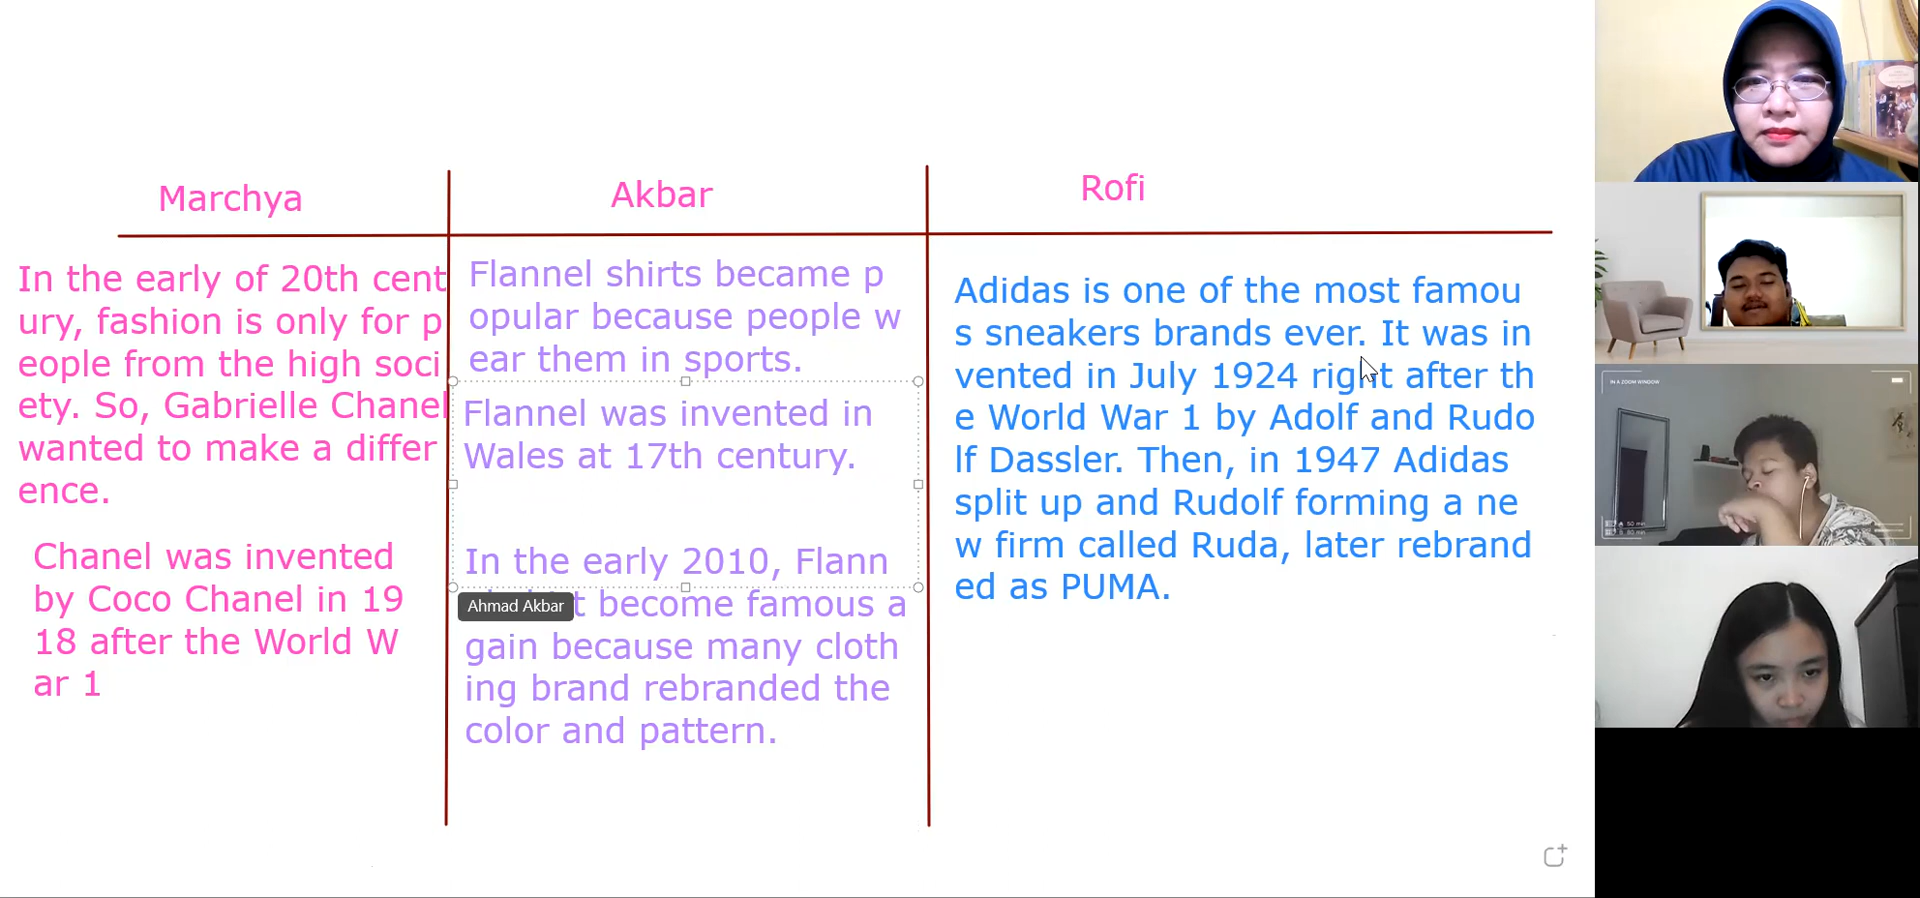 Marchya
Akbar
Rofi
In the early of 20th cent
ury, fashion is only for p
eople from the high soci
ety. So, Gabrielle Chanel
wanted to make a differ
ence.
Chanel was invented
by Coco Chanel in 19
18 after the World W
ar 1
Flannel shirts became p
opular because people w
ear them in sports.
Flannel was invented in
Wales at 17th century.
In the early 2010, Flann
t become famous a
gain because many cloth
ing brand rebranded the
color and pattern.
Ahmad Akbar
Adidas is one of the most famou
s sneakers brands ever. It was in
vented in July 1924 right after th
e World War 1 by Adolf and Rudo
lf Dassler. Then, in 1947 Adidas
split up and Rudolf forming a ne
w firm called Ruda, later rebrand
ed as PUMA.
IN A ZOOM WINDOW